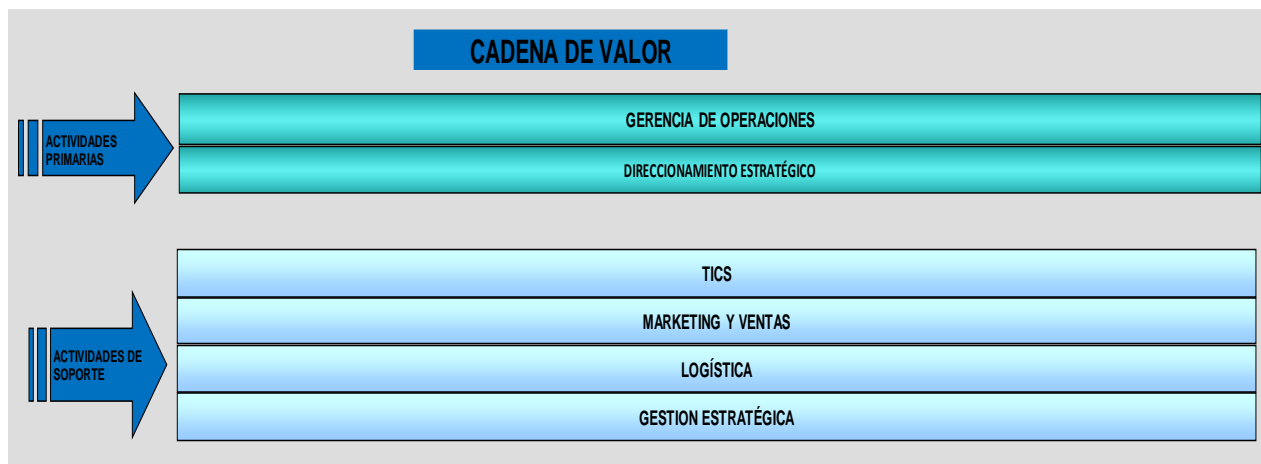 CADENA DE VALOR
ACTIVIDADES
PRIMARIAS
GERENCIA DE OPERACIONES
DIRECCIONAMIENTO ESTRATÉGICO
ACTIVIDADES DE
SOPORTE
TICS
MARKETING Y VENTAS
LOGÍSTICA
GESTION ESTRATÉGICA